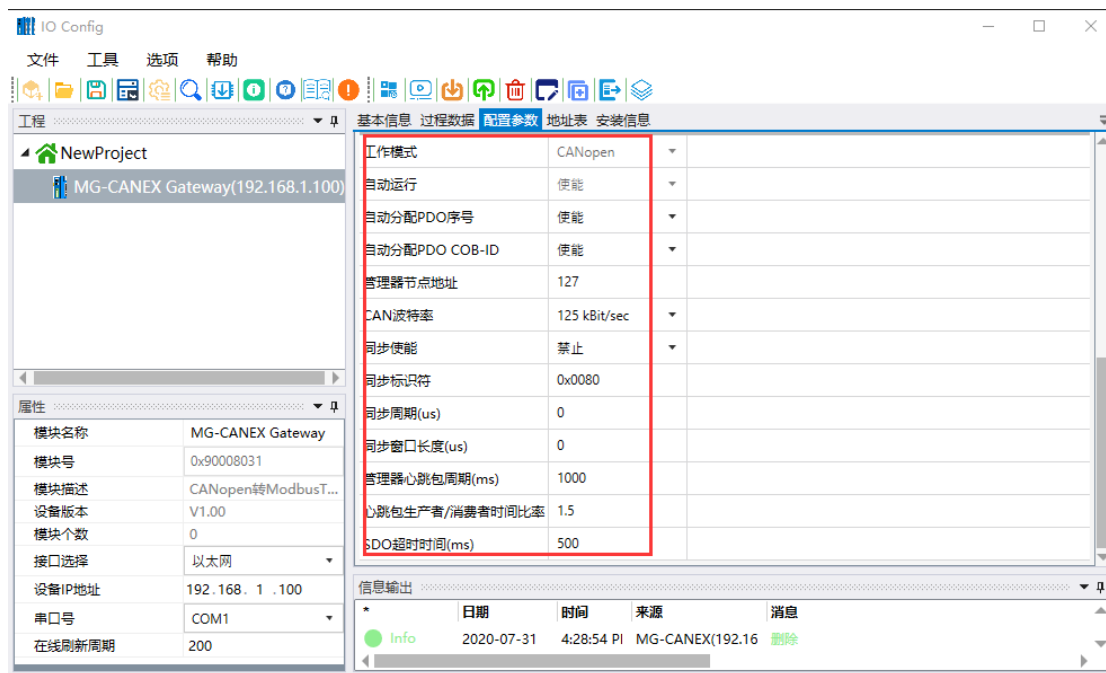 IO Config
文件 工具 选项 帮助
工程
NewProject
MG-CANEX Gateway(192.168.1.100)
属性
模块名称 MG-CANEX Gateway
模块号 0x90008031
模块描述 CANopen转ModbusT...
设备版本 V1.00
模块个数 0
接口选择 以太网
设备IP地址 192.168. 1 .100
串口号 COM1
在线刷新周期 200
基本信息 过程数据 配置参数 地址表 安装信息
工作模式 CANopen
自动运行 使能
自动分配PDO序号 使能
自动分配PDO COB-ID 使能
管理器节点地址 127
CAN波特率 125 kBit/sec
同步使能 禁止
同步标识符 0x0080
同步周期(us) 0
同步窗口长度(us) 0
管理器心跳包周期(ms) 1000
心跳包生产者/消费者时间比率 1.5
SDO超时时间(ms) 500
信息输出
* 日期 时间 来源 消息
Info 2020-07-31 4:28:54 PI MG-CANEX(192.16 删除